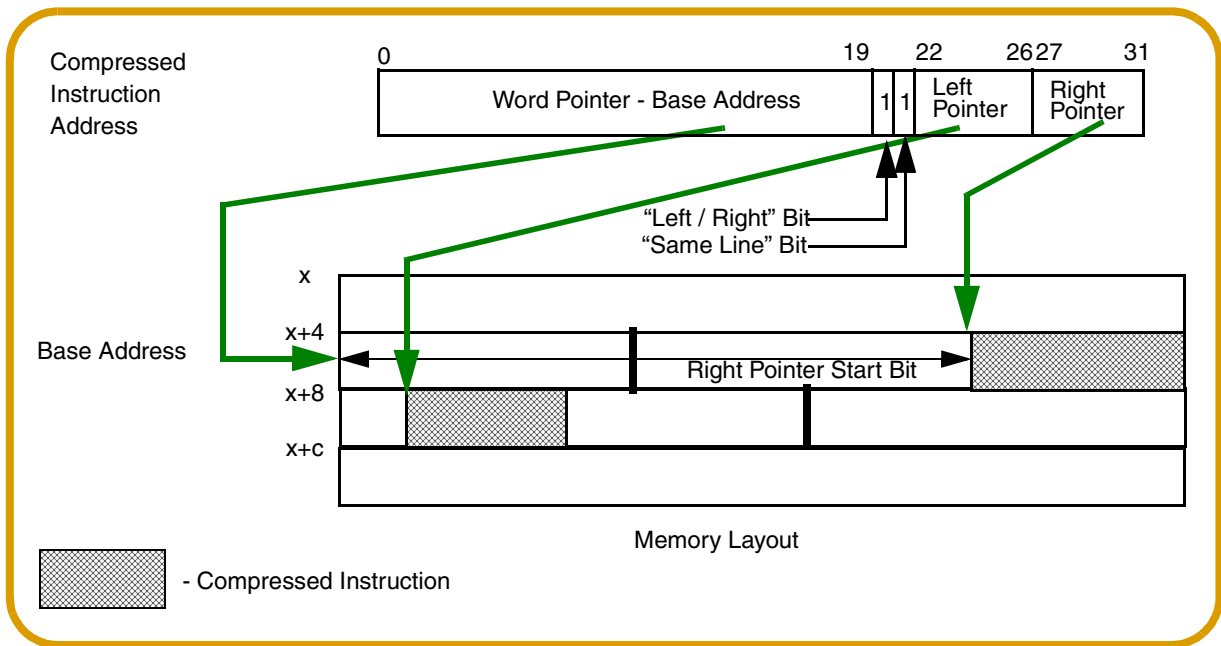 Compressed
Instruction
Address
0 19 22 26 27 31
Word Pointer - Base Address
1 1
Left
Pointer
Right
Pointer
“Left / Right” Bit
“Same Line” Bit
x
x+4
Base Address
Right Pointer Start Bit
x+8
x+c
Memory Layout
- Compressed Instruction